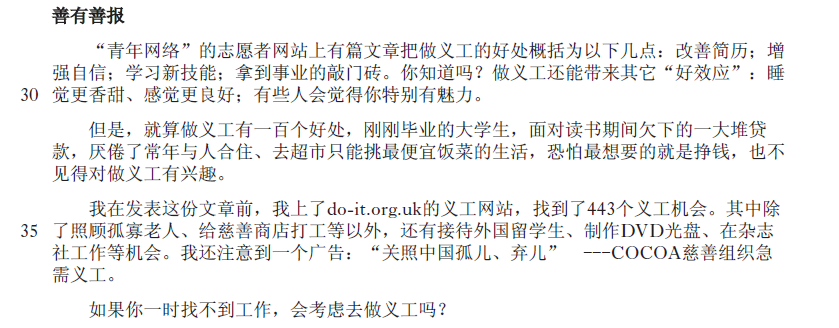 善有善报
“青年网络”的志愿者网站上有篇文章把做义工的好处概括为以下几点：改善简历；增
强自信；学习新技能；拿到事业的敲门砖。你知道吗？做义工还能带来其它“好效应”：睡
30 觉更香甜、感觉更良好；有些人会觉得你特别有魅力。
但是，就算做义工有一百个好处，刚刚毕业的大学生，面对读书期间欠下的一大堆贷
款，厌倦了常年与人合住、去超市只能挑最便宜饭菜的生活，恐怕最想要的就是挣钱，也不
见得对做义工有兴趣。
我在发表这份文章前，我上了do-it.org.uk的义工网站，找到了443个义工机会。其中除
35 了照顾孤寡老人、给慈善商店打工等以外，还有接待外国留学生、制作DVD光盘、在杂志
社工作等机会。我还注意到一个广告：“关照中国孤儿、弃儿” ---COCOA慈善组织急
需义工。
如果你一时找不到工作，会考虑去做义工吗？